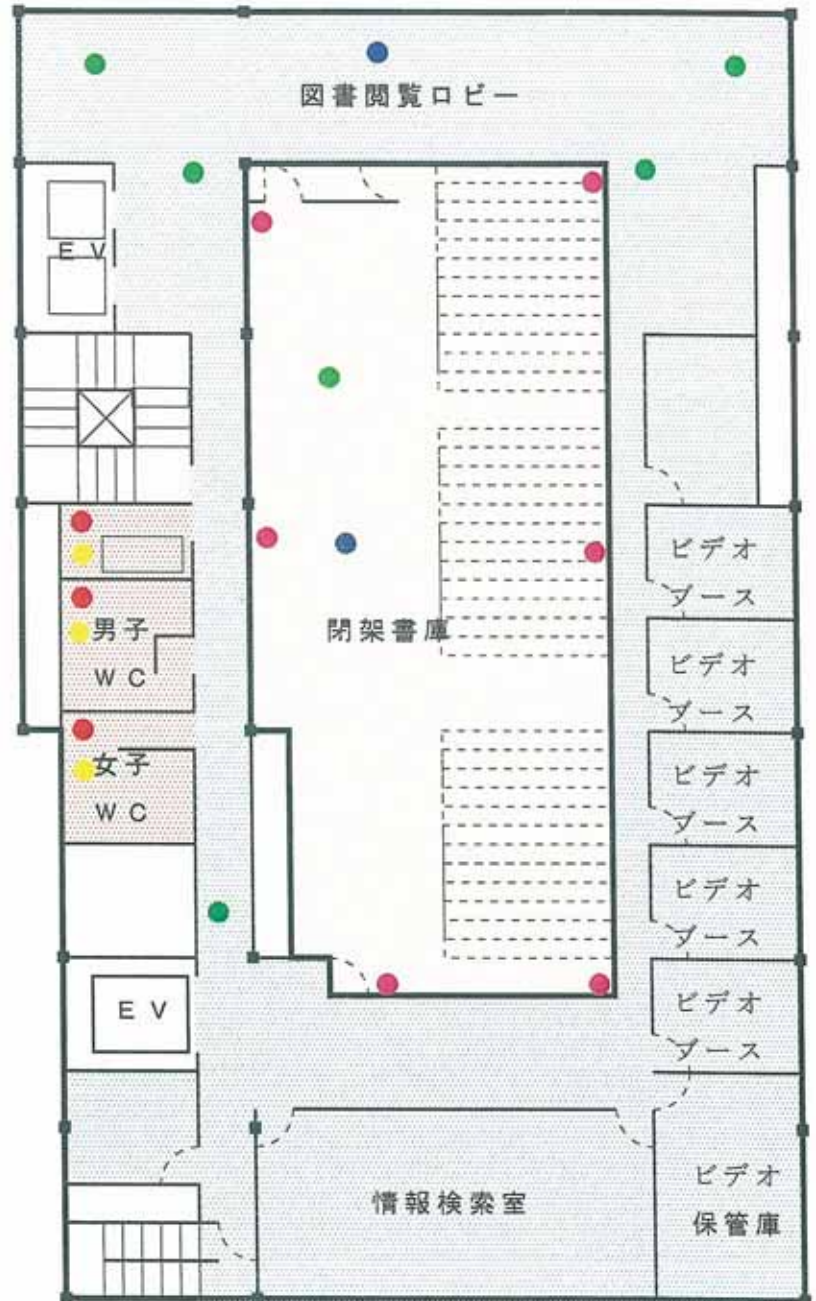 図書閲覧ロビー
ＥＶ
ビデオ
ブース
男子
ＷＣ
閉架書庫
ビデオ
ブース
女子
ＷＣ
ビデオ
ブース
ビデオ
ブース
ＥＶ
ビデオ
ブース
情報検索室
ビデオ
保管庫